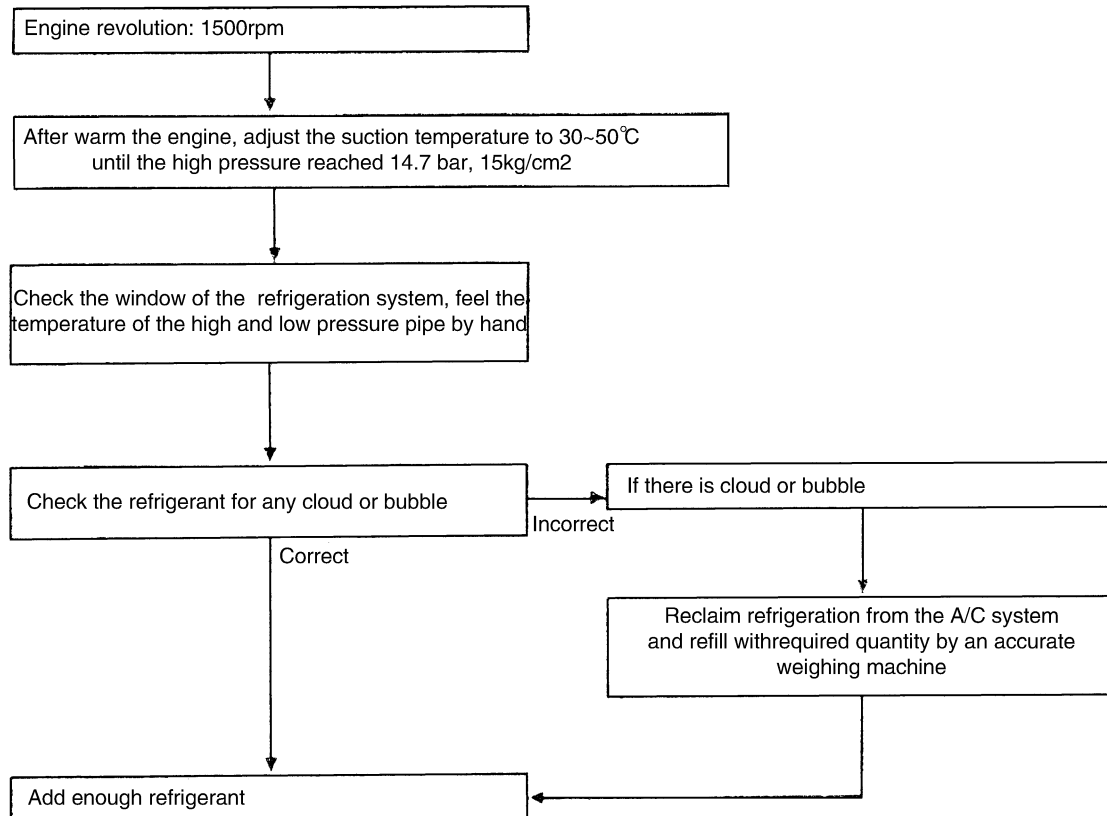 Engine revolution: 1500rpm
After warm the engine, adjust the suction temperature to 30~50°C
until the high pressure reached 14.7 bar, 15kg/cm2
Check the window of the refrigeration system, feel the
temperature of the high and low pressure pipe by hand
Check the refrigerant for any cloud or bubble
If there is cloud or bubble
Incorrect
Correct
Reclaim refrigeration from the A/C system
and refill withrequired quantity by an accurate
weighing machine
Add enough refrigerant